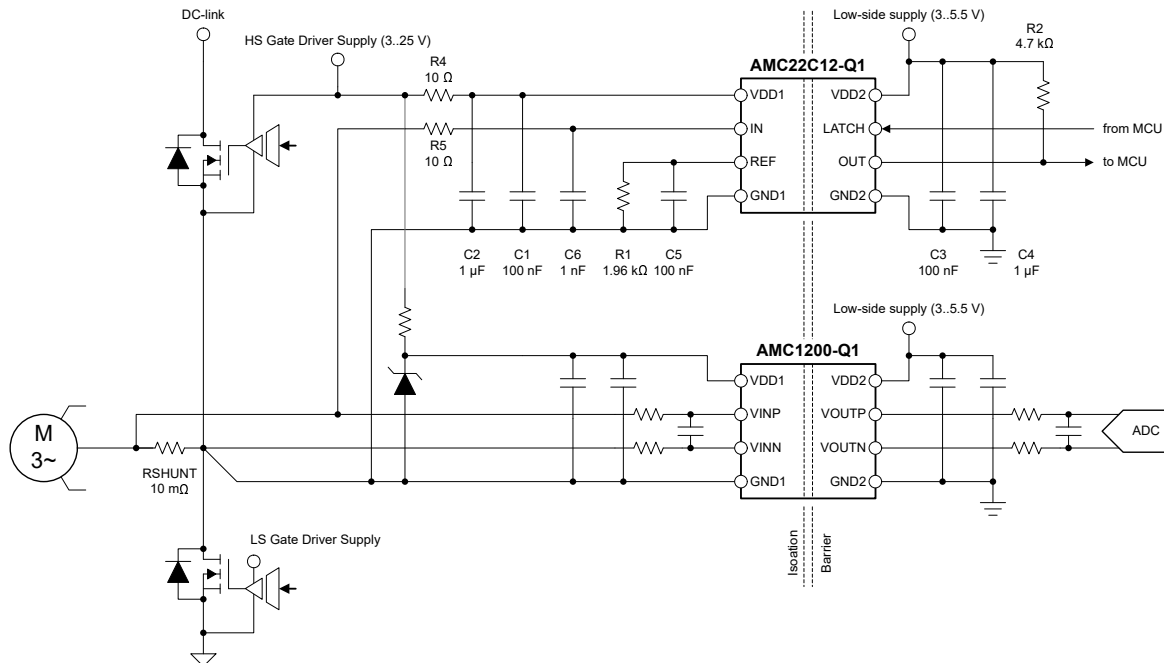 DC-link
HS Gate Driver Supply (3..25 V)
R4
10 Ω
R5
10 Ω
Low-side supply (3..5.5 V)
R2
4.7 kΩ
AMC22C12-Q1
VDD1
VDD2
IN
LATCH
from MCU
REF
OUT
to MCU
GND1
GND2
C2
1 µF
C1
100 nF
C6
1 nF
R1
1.96 kΩ
C5
100 nF
C3
100 nF
C4
1 µF
Low-side supply (3..5.5 V)
AMC1200-Q1
VDD1
VDD2
VINP
VOUTP
VINN
VOUTN
GND1
GND2
ADC
M
3~
RSHUNT
10 mΩ
LS Gate Driver Supply
Isoation
Barrier